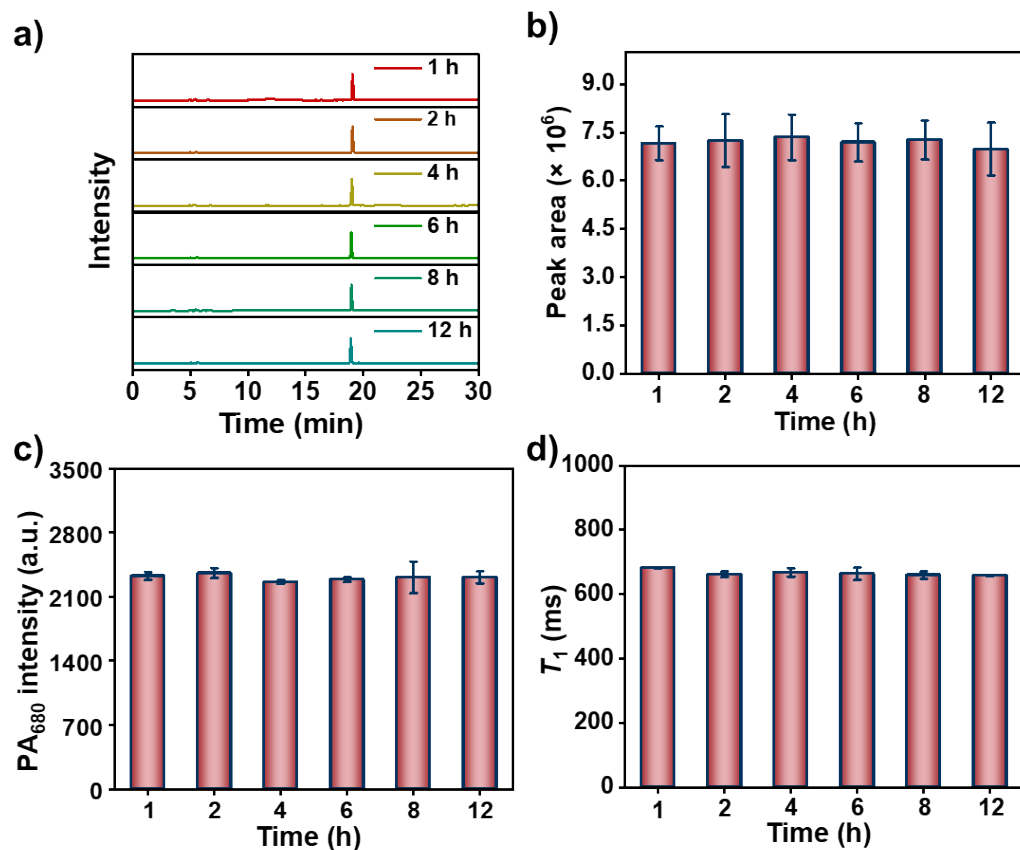 a)
1 h
2 h
4 h
6 h
8 h
12 h
Intensity
0 5 10 15 20 25 30
Time (min)
b)
9.0
7.5
6.0
4.5
3.0
1.5
0.0
Peak area (× 10⁶)
1 2 4 6 8 12
Time (h)
c)
3500
2800
2100
1400
700
0
PA₆₈₀ intensity (a.u.)
1 2 4 6 8 12
Time (h)
d)
1000
800
600
400
200
0
T₁ (ms)
1 2 4 6 8 12
Time (h)